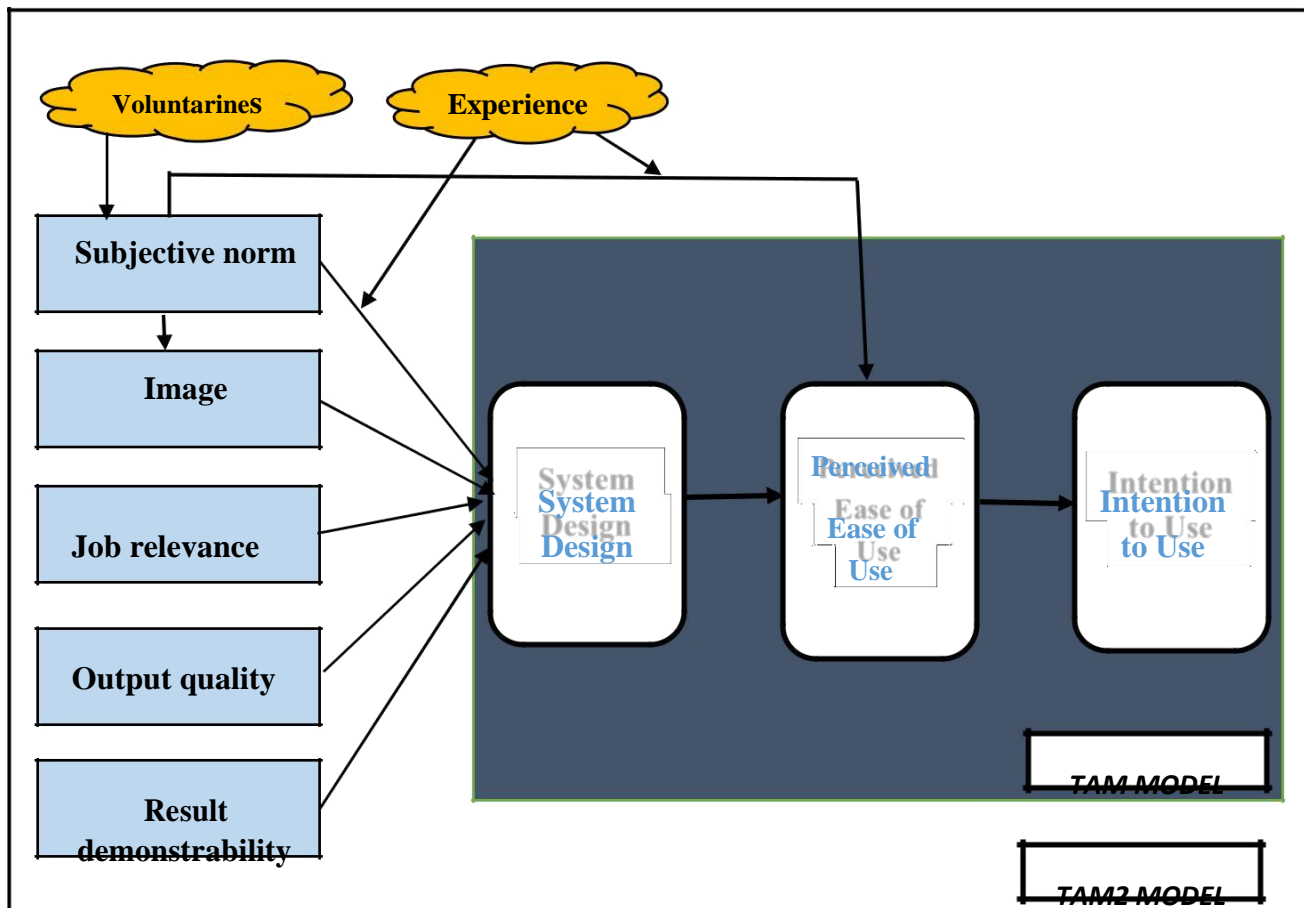 Voluntarines
Experience
Subjective norm
Image
Job relevance
Output quality
Result
demonstrability
System
Design
Perceived
Ease of
Use
Intention
to Use
TAM MODEL
TAM2 MODEL